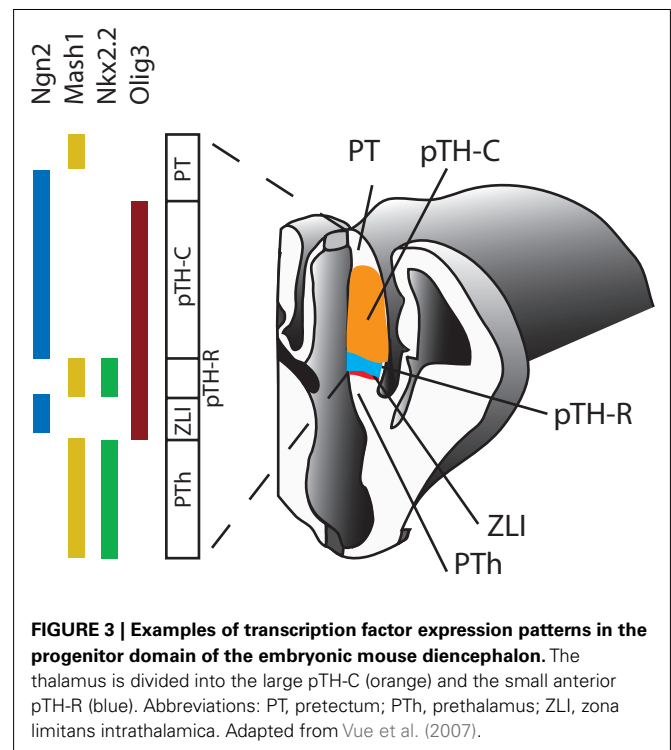 Ngn2
Mash1
Nkx2.2
Olig3
PT
pTH-C
pTH-R
ZLI
PTh
PT
pTH-C
pTH-R
ZLI
PTh
FIGURE 3 | Examples of transcription factor expression patterns in the
progenitor domain of the embryonic mouse diencephalon. The
thalamus is divided into the large pTH-C (orange) and the small anterior
pTH-R (blue). Abbreviations: PT, pretectum; PTh, prethalamus; ZLI, zona
limitans intrathalamica. Adapted from Vue et al. (2007).